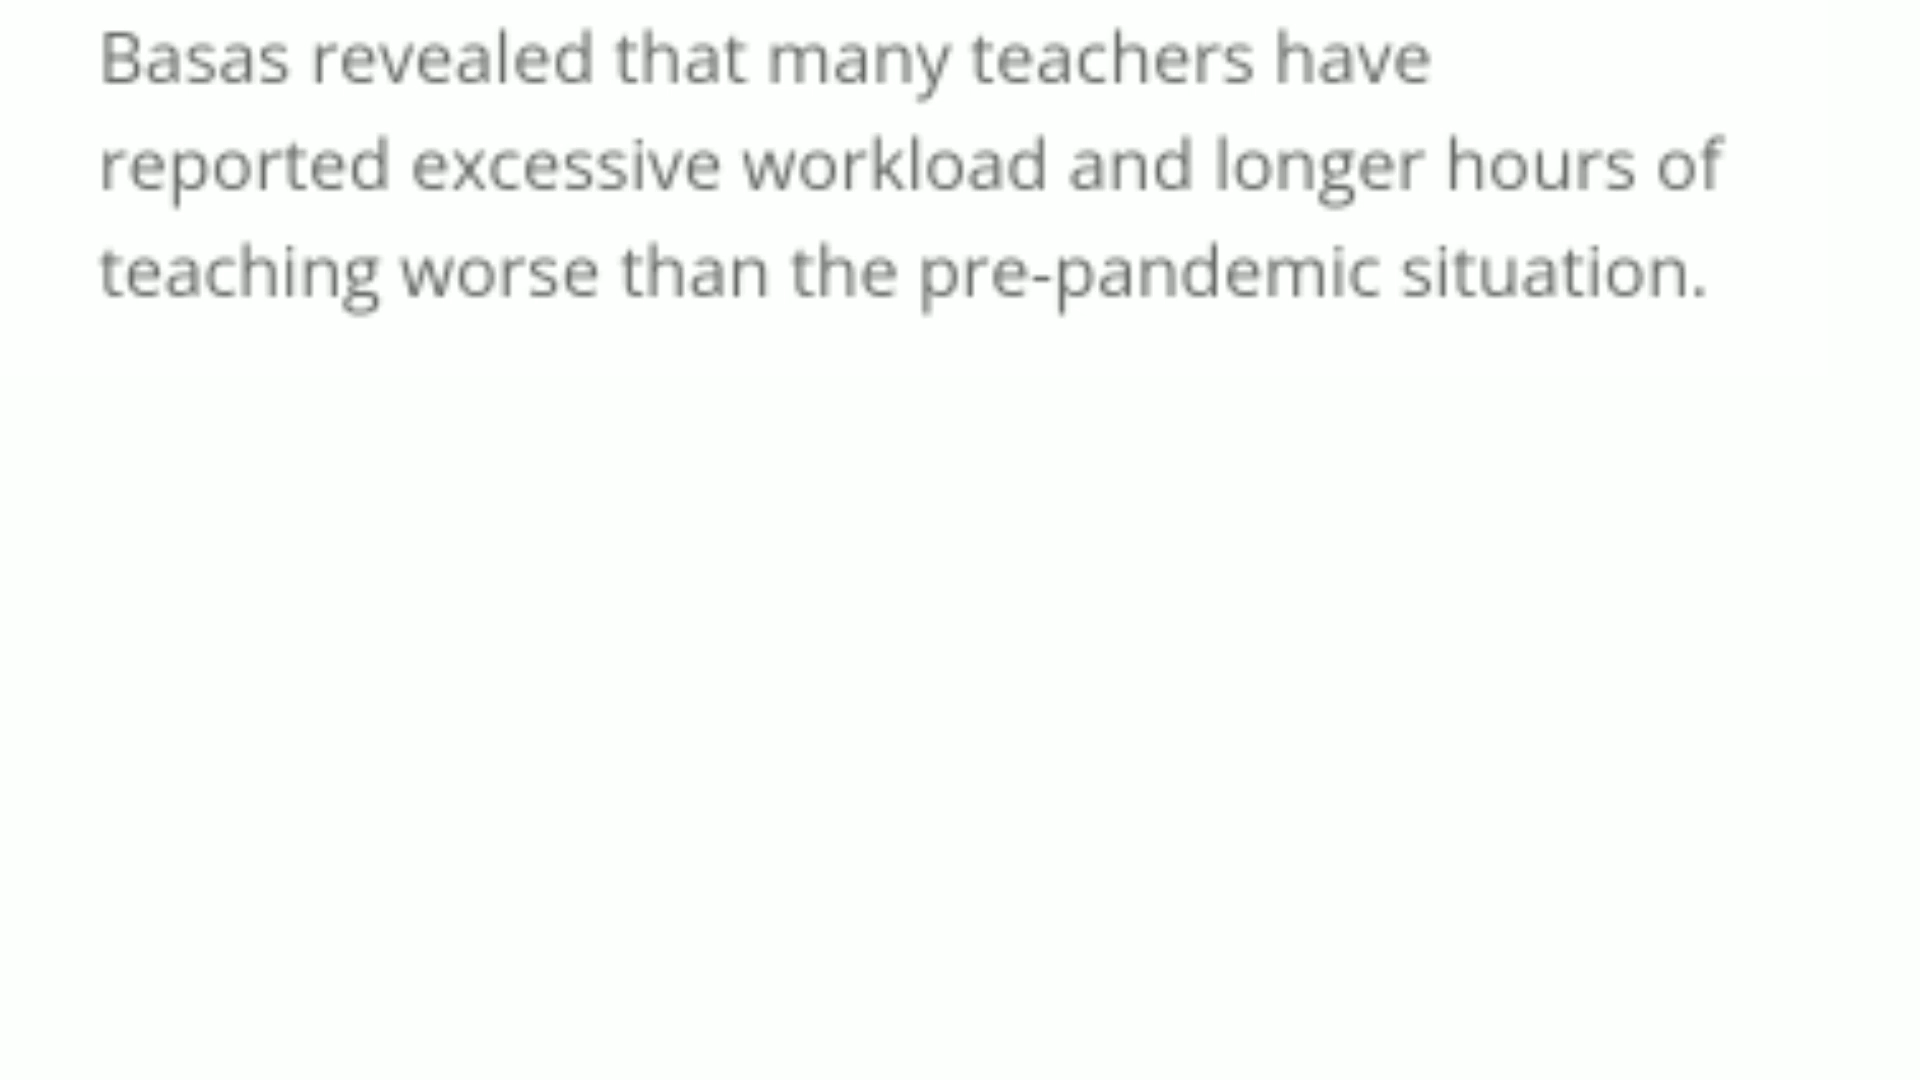 Basas revealed that many teachers have
reported excessive workload and longer hours of
teaching worse than the pre-pandemic situation.